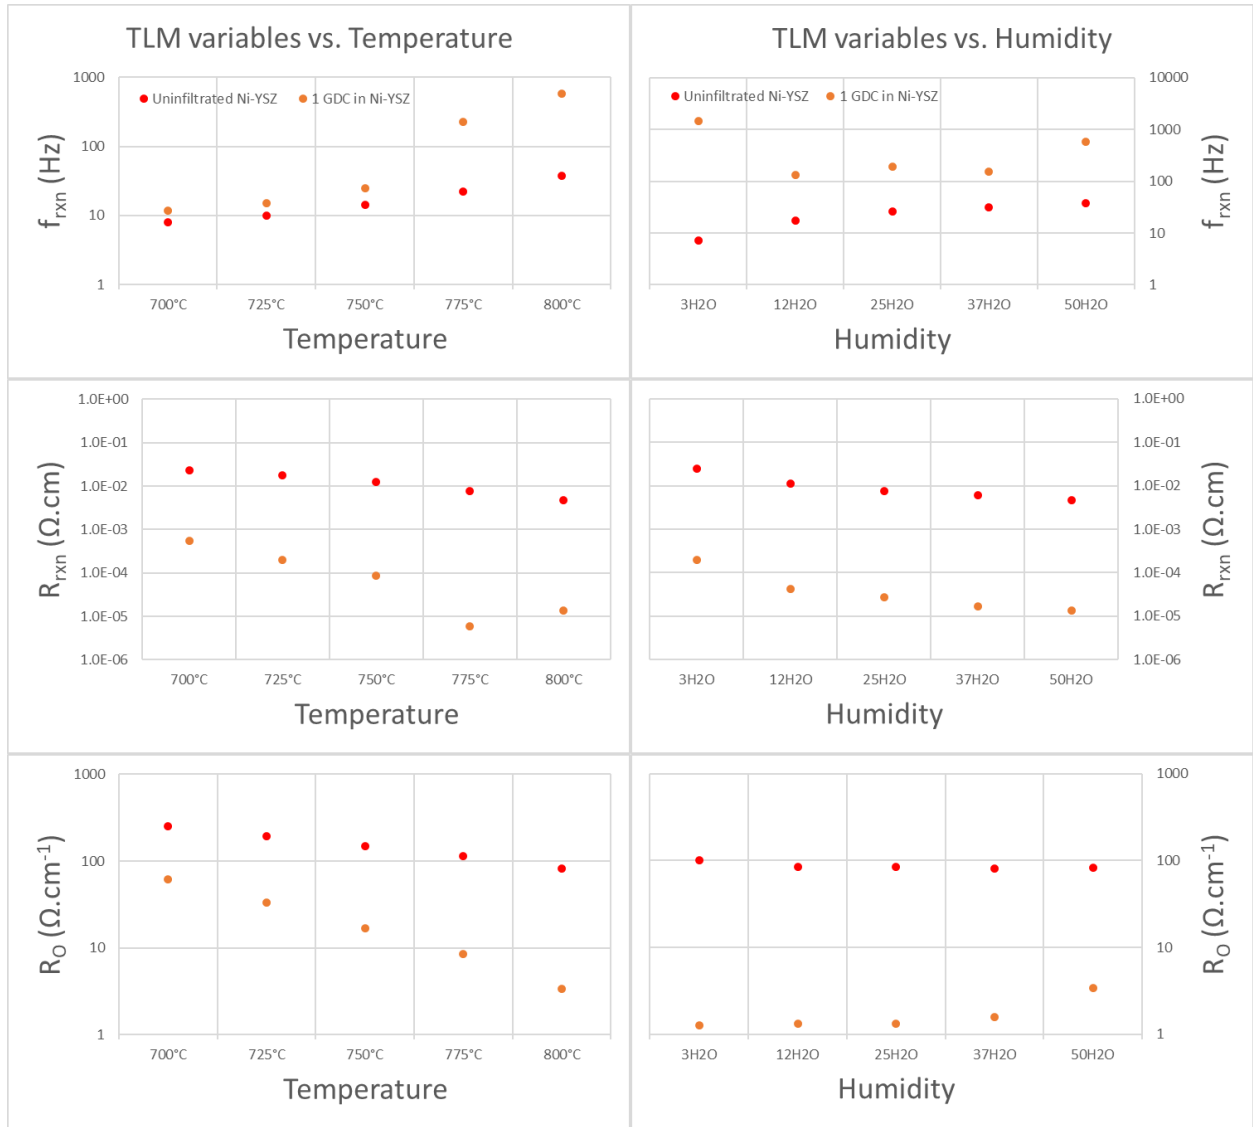 TLM variables vs. Temperature
1000
100
10
1
f_rxn (Hz)
Uninfiltrated Ni-YSZ
1 GDC in Ni-YSZ
700°C 725°C 750°C 775°C 800°C
Temperature
TLM variables vs. Humidity
Uninfiltrated Ni-YSZ
1 GDC in Ni-YSZ
10000
1000
100
10
1
f_rxn (Hz)
3H2O 12H2O 25H2O 37H2O 50H2O
Humidity
1.0E+00
1.0E-01
1.0E-02
1.0E-03
1.0E-04
1.0E-05
1.0E-06
R_rxn (Ω.cm)
700°C 725°C 750°C 775°C 800°C
Temperature
1.0E+00
1.0E-01
1.0E-02
1.0E-03
1.0E-04
1.0E-05
1.0E-06
R_rxn (Ω.cm)
3H2O 12H2O 25H2O 37H2O 50H2O
Humidity
1000
100
10
1
R_O (Ω.cm⁻¹)
700°C 725°C 750°C 775°C 800°C
Temperature
1000
100
10
1
R_O (Ω.cm⁻¹)
3H2O 12H2O 25H2O 37H2O 50H2O
Humidity